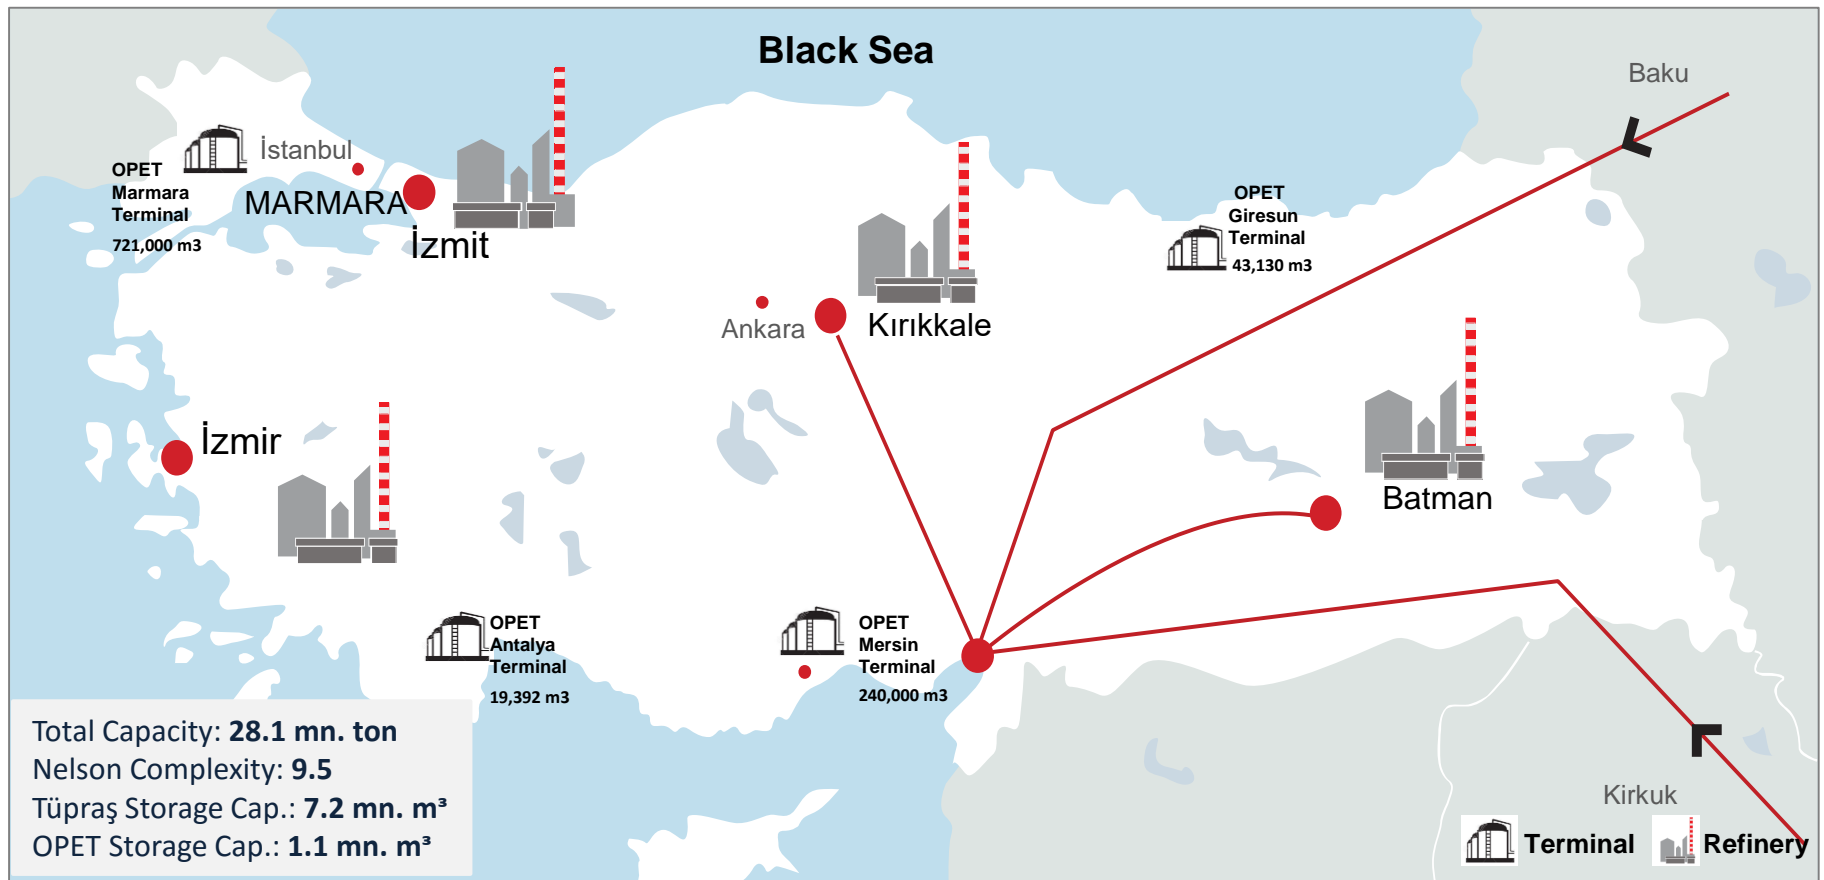 Black Sea
Baku
İstanbul
OPET
Marmara
Terminal
721,000 m3
MARMARA
İzmit
OPET
Giresun
Terminal
43,130 m3
Ankara
Kırıkkale
İzmir
Batman
OPET
Antalya
Terminal
19,392 m3
OPET
Mersin
Terminal
240,000 m3
Total Capacity: 28.1 mn. ton
Nelson Complexity: 9.5
Tüpraş Storage Cap.: 7.2 mn. m³
OPET Storage Cap.: 1.1 mn. m³
Kirkuk
Terminal
Refinery